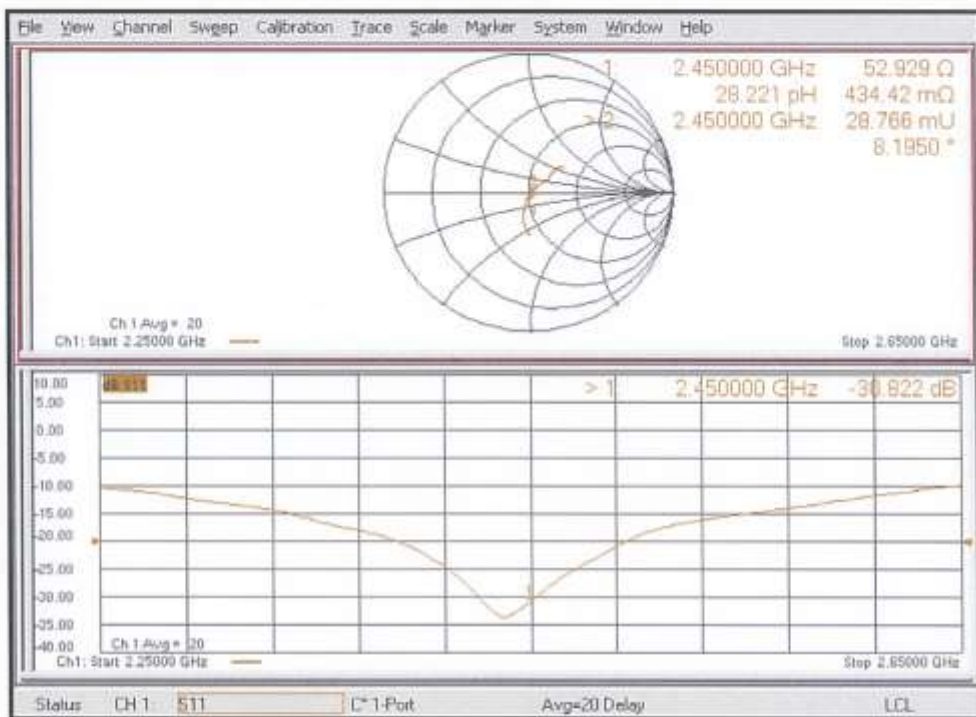 File View Channel Sweep Calibration Trace Scale Marker System Window Help
1 2.450000 GHz 52.929 Ω
28.221 pH 434.42 mΩ
> 2 2.450000 GHz 28.766 mU
8.1950 °
Ch 1 Avg = 20
Ch1: Start 2.25000 GHz
Stop 2.65000 GHz
10.00
dB S11
> 1 2.450000 GHz -30.822 dB
5.00
0.00
-5.00
-10.00
-15.00
-20.00
-25.00
-30.00
-35.00
-40.00
1
Ch 1 Avg = 20
Ch1: Start 2.25000 GHz
Stop 2.65000 GHz
Status CH 1: S11 C* 1-Port Avg=20 Delay LCL